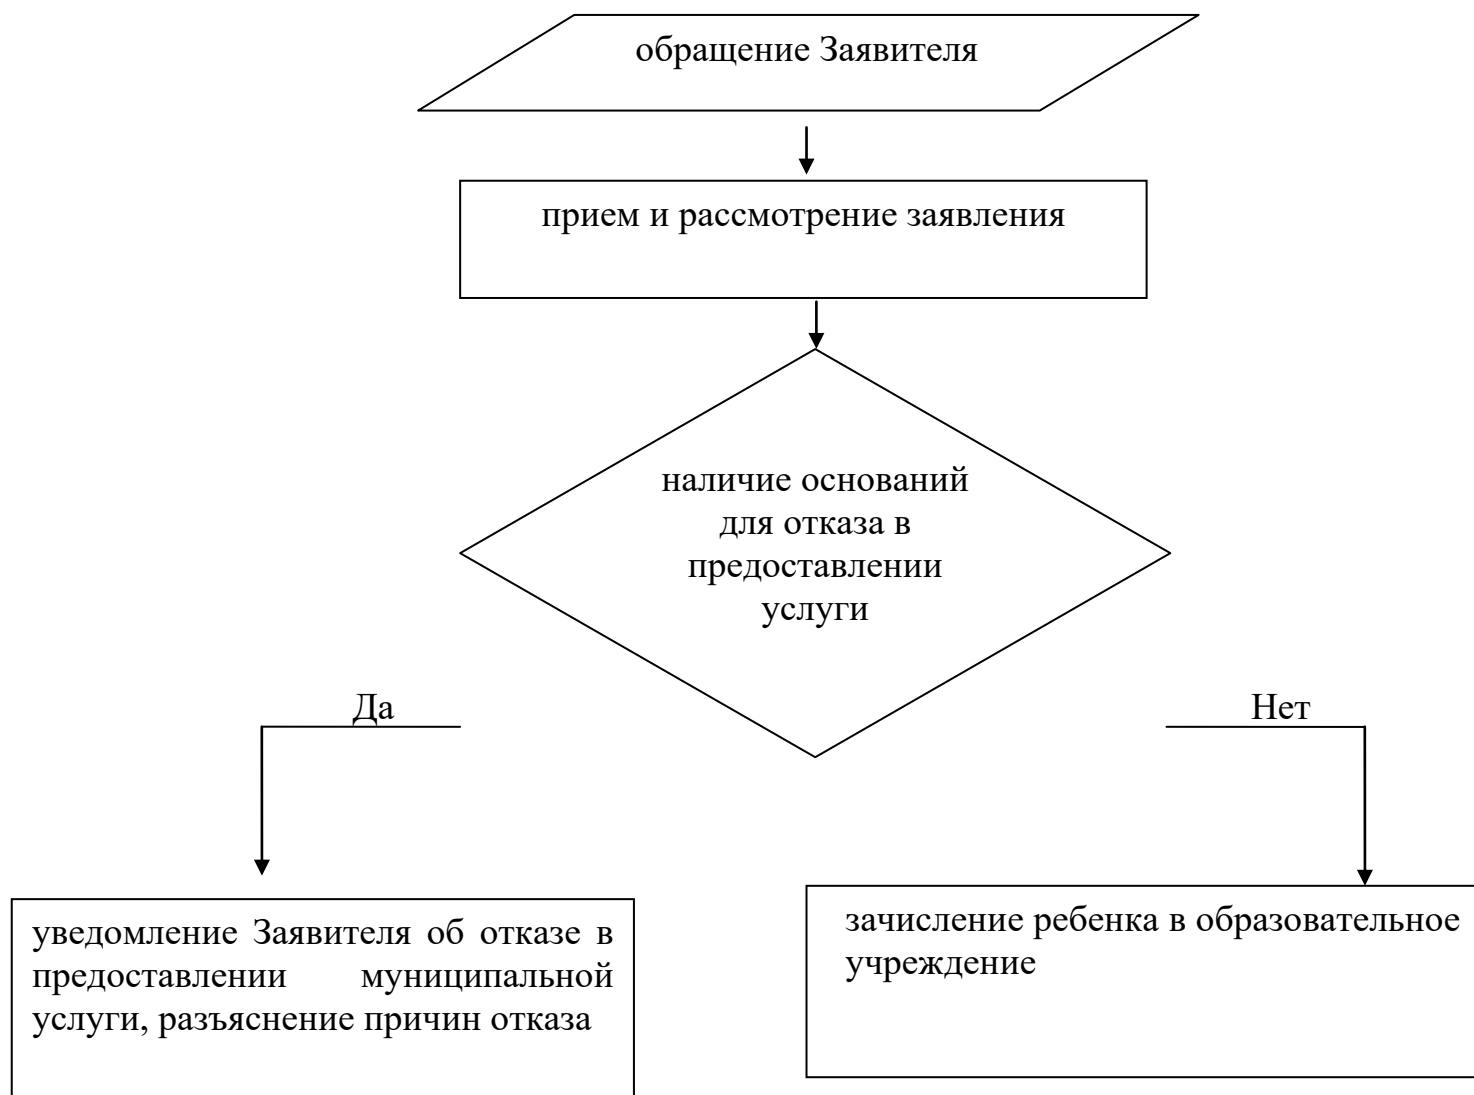 обращение Заявителя
прием и рассмотрение заявления
наличие оснований
для отказа в
предоставлении
услуги
Да
Нет
уведомление Заявителя об отказе в
предоставлении муниципальной
услуги, разъяснение причин отказа
зачисление ребенка в образовательное
учреждение